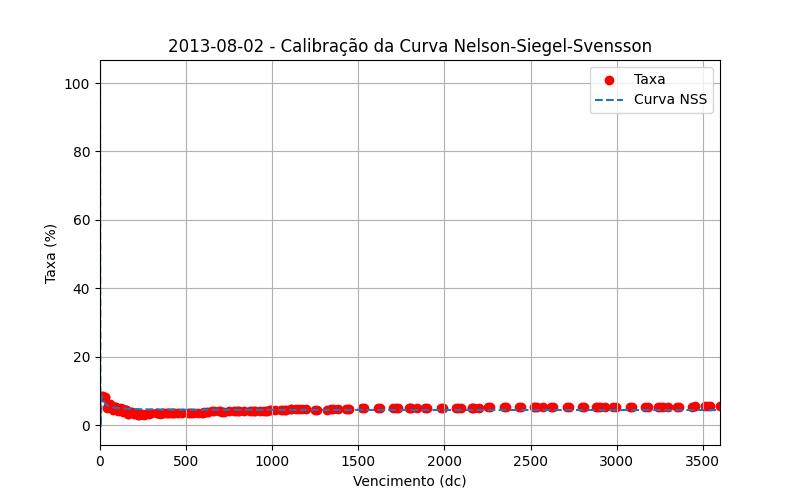 2013-08-02 - Calibração da Curva Nelson-Siegel-Svensson
Taxa
Curva NSS
Taxa (%)
100
80
60
40
20
0
0 500 1000 1500 2000 2500 3000 3500
Vencimento (dc)